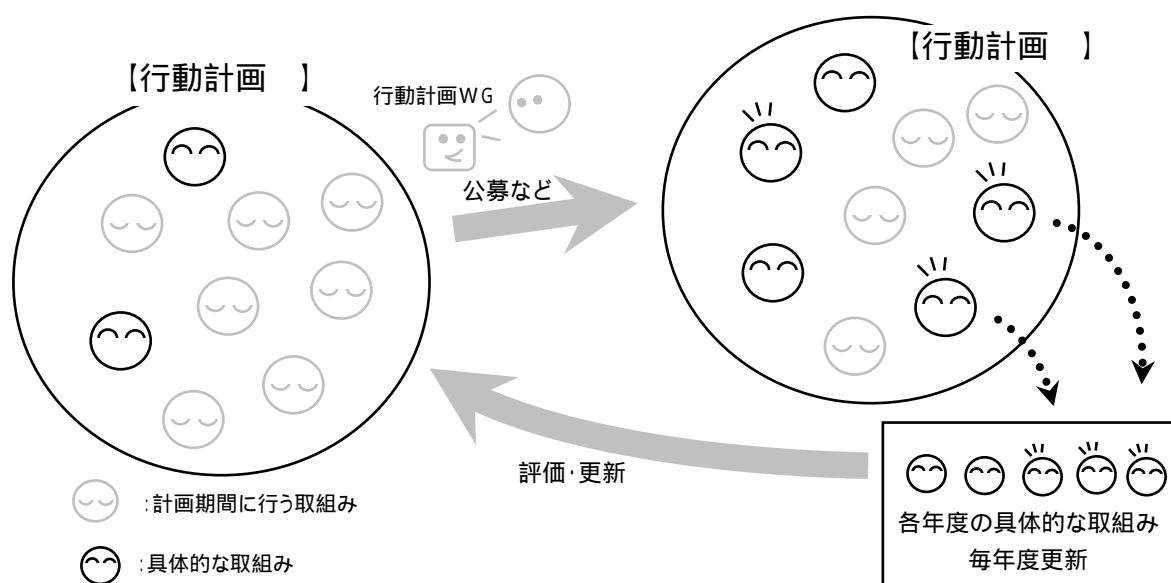 【行動計画　】
行動計画WG
公募など
【行動計画　】
評価・更新
:計画期間に行う取組み
:具体的な取組み
各年度の具体的な取組み
毎年度更新